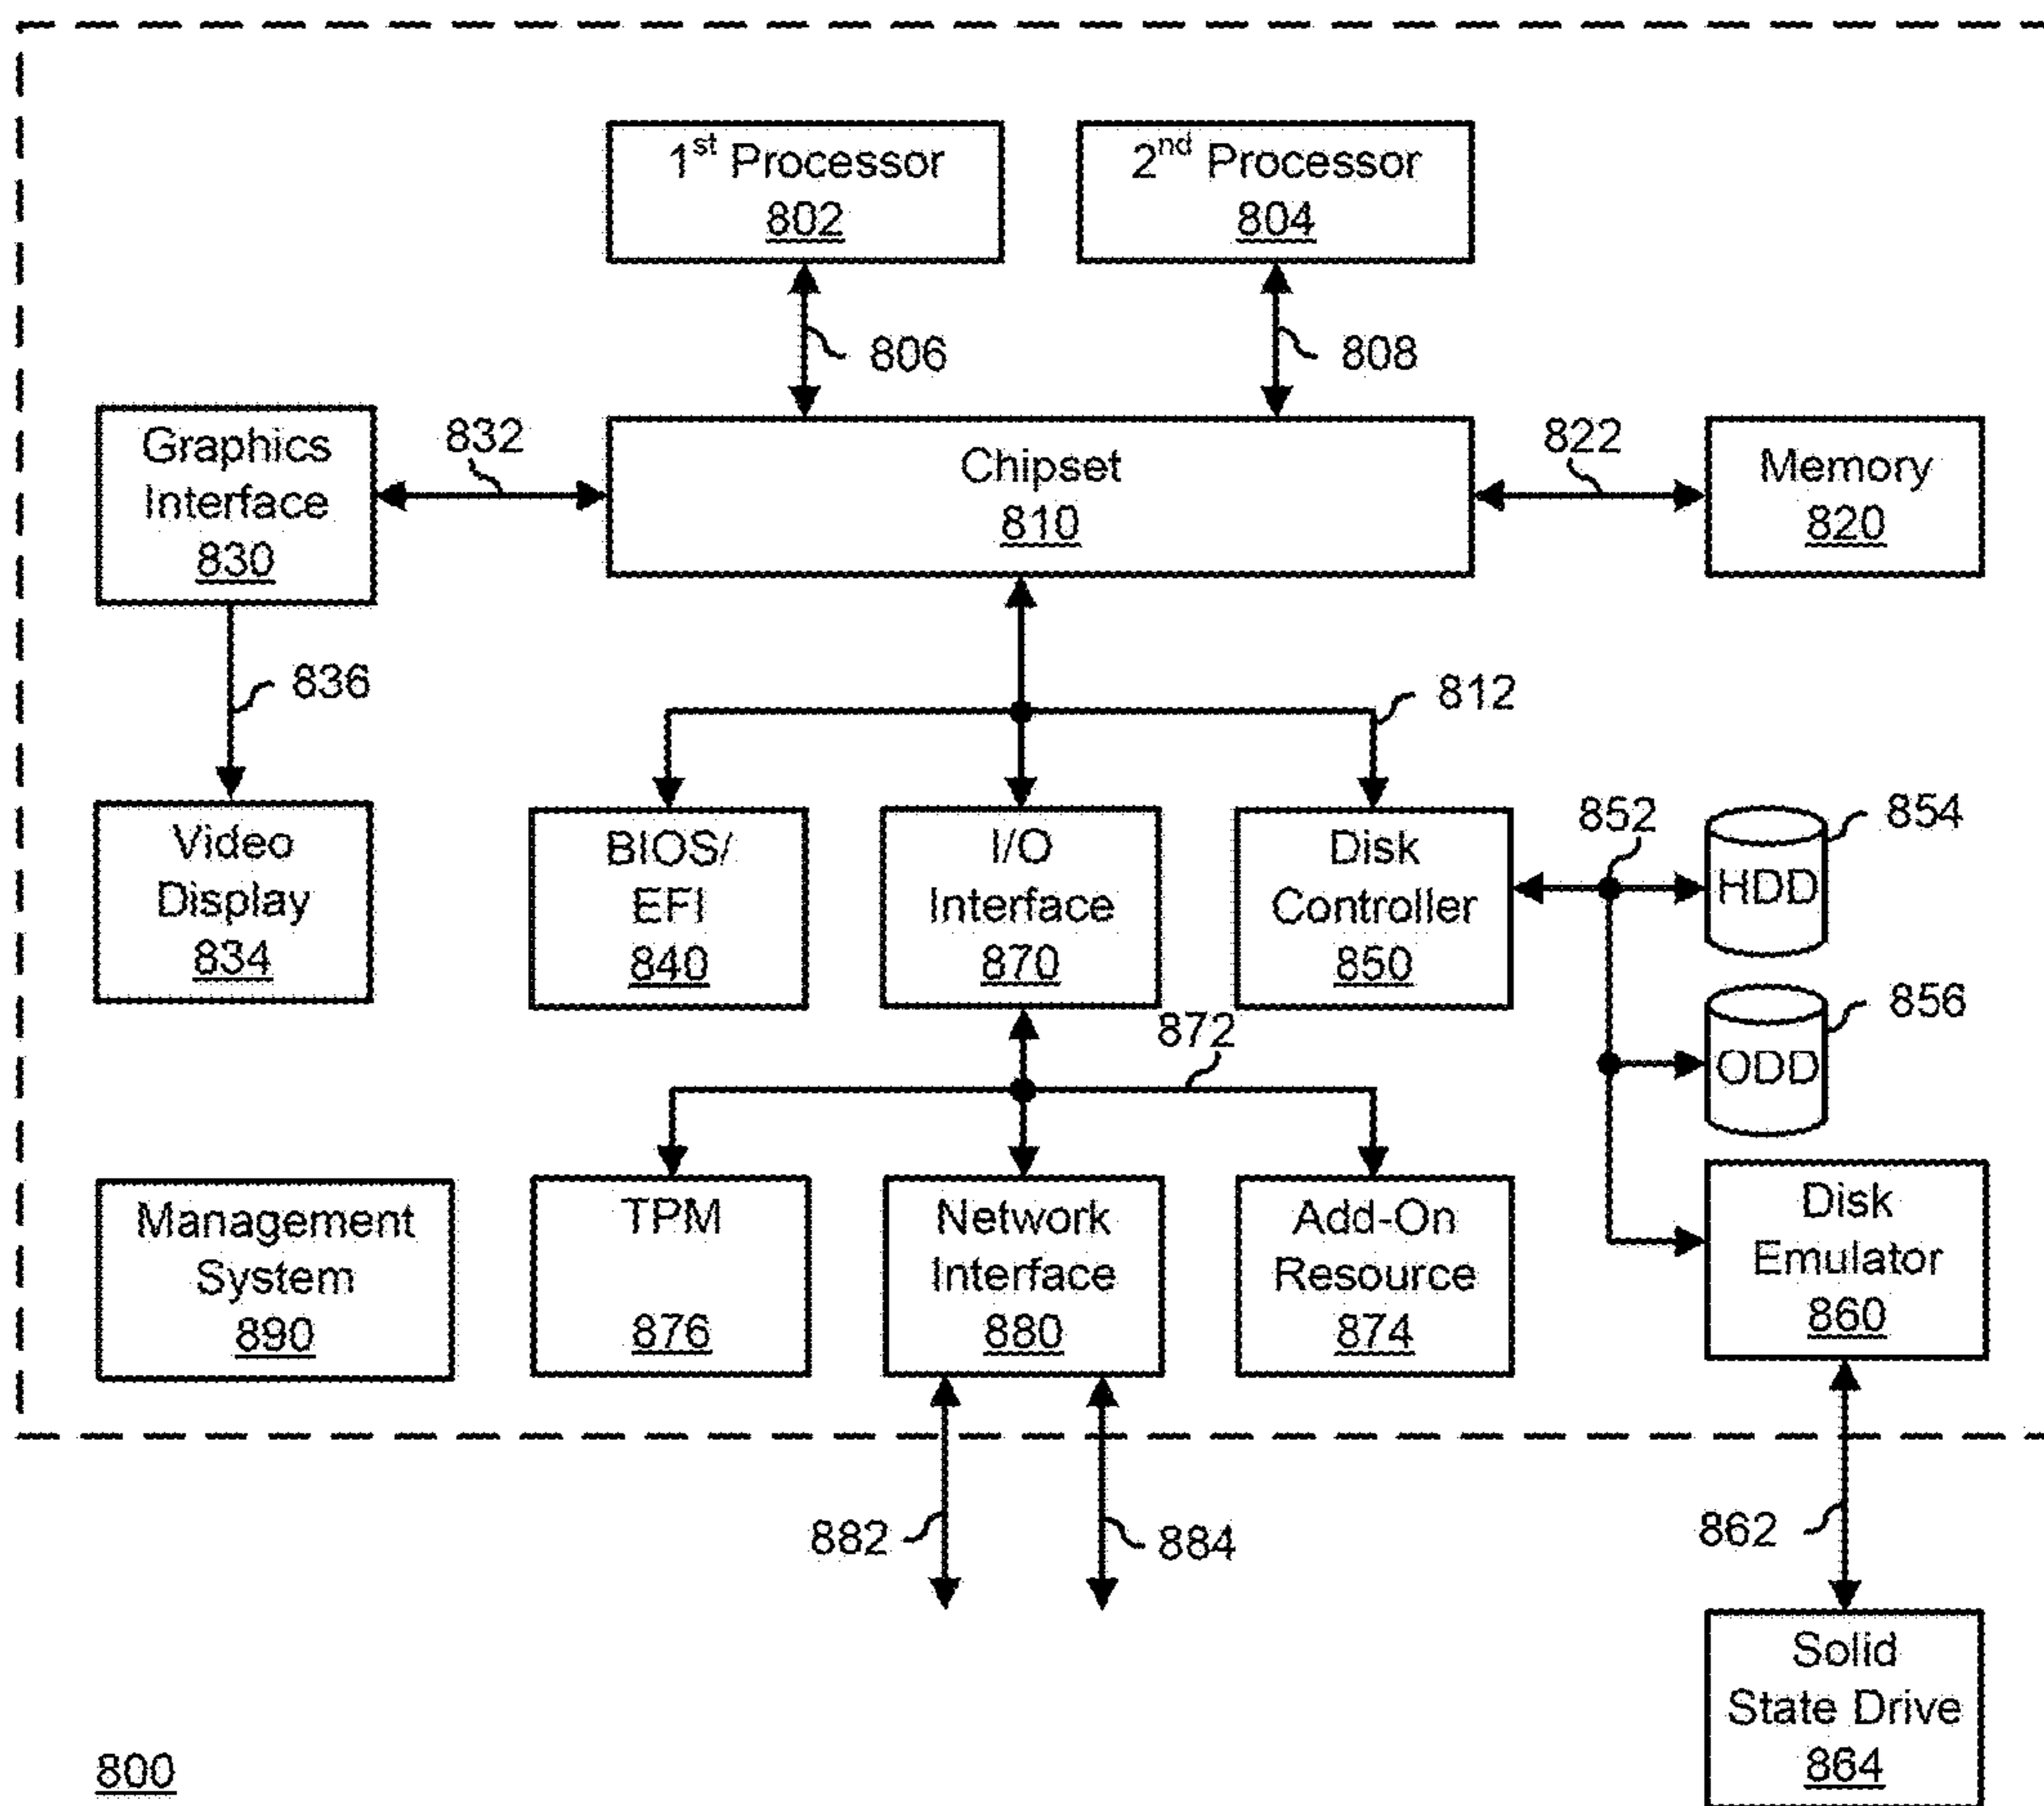 1st Processor
802
2nd Processor
804
806
808
Graphics
Interface
830
832
Chipset
810
822
Memory
820
836
812
Video
Display
834
BIOS/
EFI
840
I/O
Interface
870
Disk
Controller
850
852
854
HDD
856
ODD
872
Management
System
890
TPM
876
Network
Interface
880
Add-On
Resource
874
Disk
Emulator
860
882
884
862
Solid
State Drive
864
800